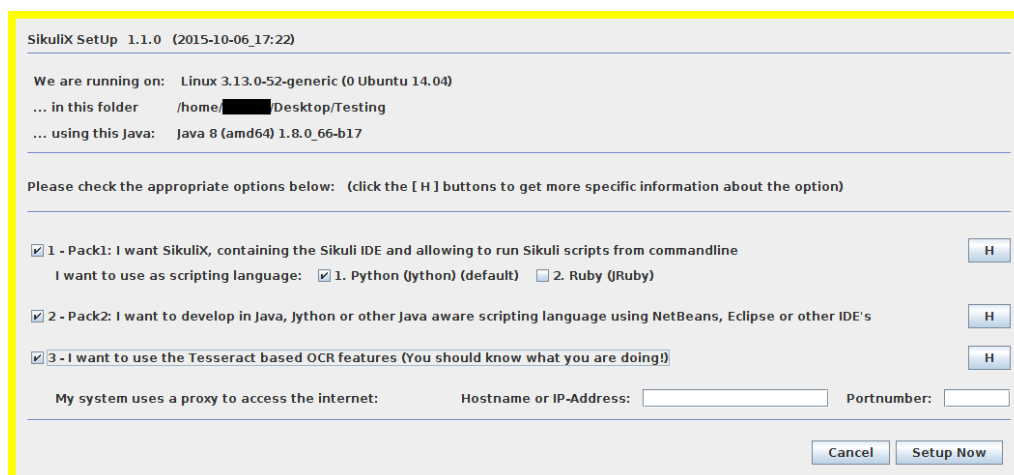 SikuliX SetUp 1.1.0 (2015-10-06_17:22)
We are running on: Linux 3.13.0-52-generic (0 Ubuntu 14.04)
... in this folder /home/ /Desktop/Testing
... using this Java: Java 8 (amd64) 1.8.0_66-b17
Please check the appropriate options below: (click the [ H ] buttons to get more specific information about the option)
1 - Pack1: I want SikuliX, containing the Sikuli IDE and allowing to run Sikuli scripts from commandline H
I want to use as scripting language: 1. Python (Jython) (default) 2. Ruby (JRuby)
2 - Pack2: I want to develop in Java, Jython or other Java aware scripting language using NetBeans, Eclipse or other IDE's H
3 - I want to use the Tesseract based OCR features (You should know what you are doing!) H
My system uses a proxy to access the internet: Hostname or IP-Address: Portnumber:
Cancel Setup Now